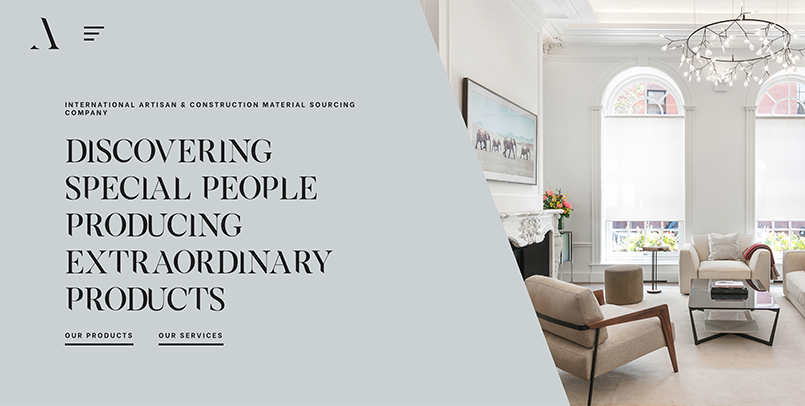 A
INTERNATIONAL ARTISAN & CONSTRUCTION MATERIAL SOURCING
COMPANY
DISCOVERING
SPECIAL PEOPLE
PRODUCING
EXTRAORDINARY
PRODUCTS
OUR PRODUCTS OUR SERVICES